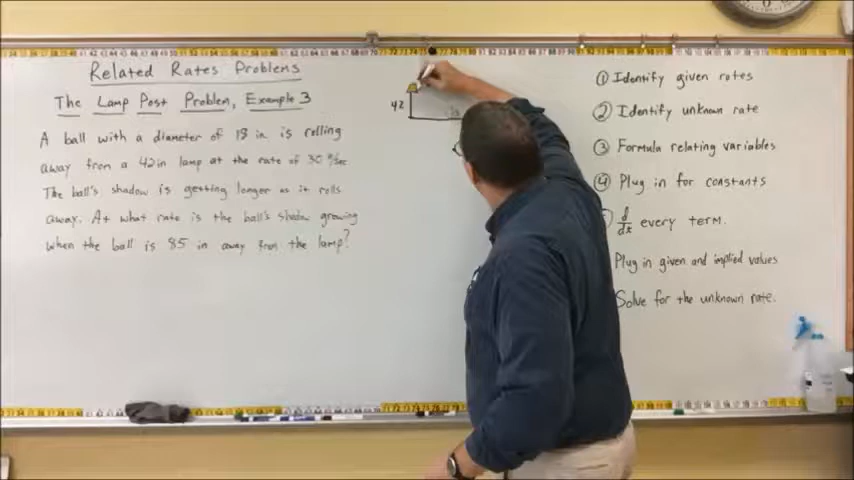 Related Rates Problems
The Lamp Post Problem, Example 3
A ball with a diameter of 18 in is rolling
away from a 42 in lamp at the rate of 30 in/sec
The ball's shadow is getting longer as it rolls
away. At what rate is the ball's shadow growing
when the ball is 85 in away from the lamp?
42
① Identify given rates
② Identify unknown rate
③ Formula relating variables
④ Plug in for constants
d/dt every term.
Plug in given and implied values
Solve for the unknown rate.